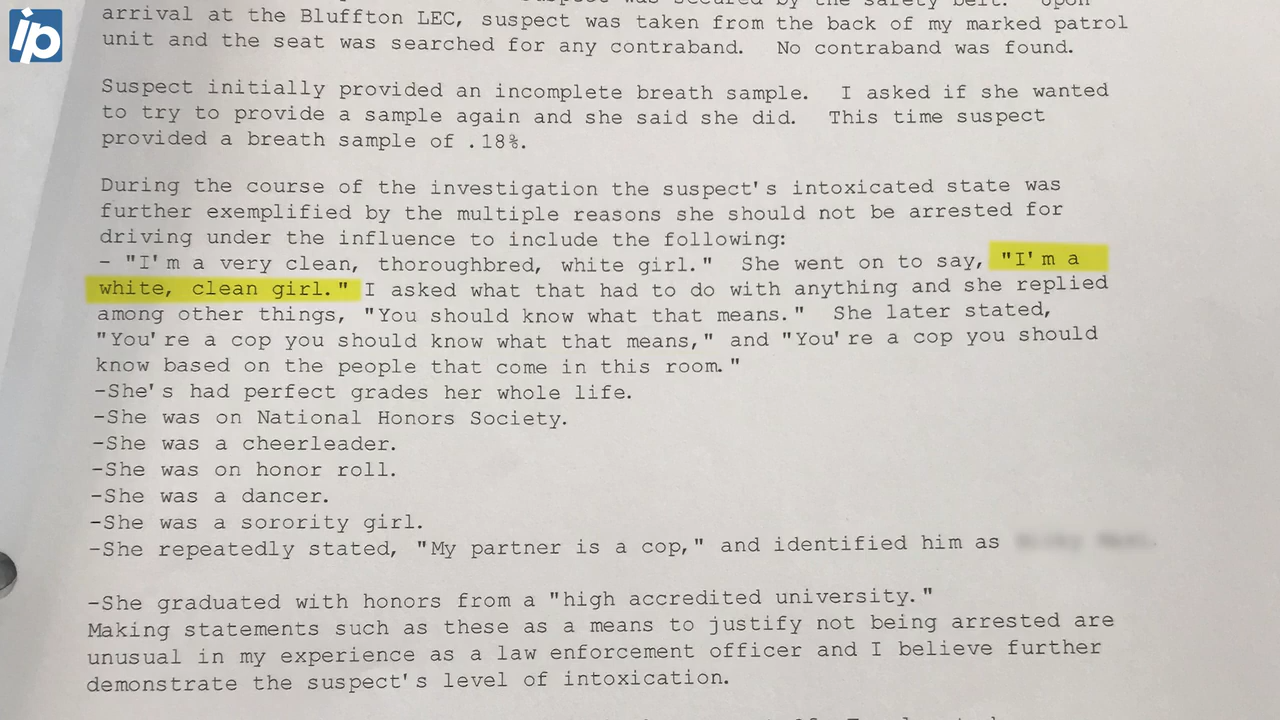 ip
suspect was secured by the safety belt. Upon
arrival at the Bluffton LEC, suspect was taken from the back of my marked patrol
unit and the seat was searched for any contraband. No contraband was found.
Suspect initially provided an incomplete breath sample. I asked if she wanted
to try to provide a sample again and she said she did. This time suspect
provided a breath sample of .18%.
During the course of the investigation the suspect's intoxicated state was
further exemplified by the multiple reasons she should not be arrested for
driving under the influence to include the following:
- "I'm a very clean, thoroughbred, white girl." She went on to say, "I'm a
white, clean girl." I asked what that had to do with anything and she replied
among other things, "You should know what that means." She later stated,
"You're a cop you should know what that means," and "You're a cop you should
know based on the people that come in this room."
-She's had perfect grades her whole life.
-She was on National Honors Society.
-She was a cheerleader.
-She was on honor roll.
-She was a dancer.
-She was a sorority girl.
-She repeatedly stated, "My partner is a cop," and identified him as
-She graduated with honors from a "high accredited university."
Making statements such as these as a means to justify not being arrested are
unusual in my experience as a law enforcement officer and I believe further
demonstrate the suspect's level of intoxication.